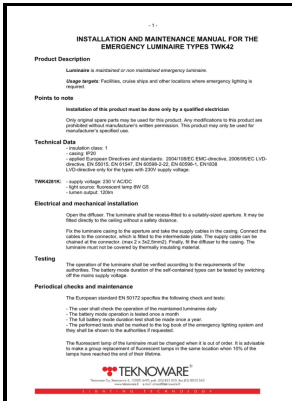 - 1 -
INSTALLATION AND MAINTENANCE MANUAL FOR THE
EMERGENCY LUMINAIRE TYPES TWK42
Product Description
Luminaire is maintained or non maintained emergency luminaire.
Usage targets: Facilities, cruise ships and other locations where emergency lighting is
required.
Points to note
Installation of this product must be done only by a qualified electrician
Only original spare parts may be used for this product. Any modifications to this product are
prohibited without manufacturer's written permission. This product may only be used for
manufacturer's specified use.
Technical Data
- insulation class: 1
- casing: IP20
- applied European Directives and standards: 2004/108/EC EMC-directive, 2006/95/EC LVD-
directive, EN 55015, EN 61547, EN 60598-2-22, EN 60598-1, EN1838
LVD-directive only for the types with 230V supply voltage.
TWK4281K: - supply voltage: 230 V AC/DC
- light source: fluorescent lamp 8W G5
- lumen output: 120lm
Electrical and mechanical installation
Open the diffuser. The luminaire shall be recess-fitted to a suitably-sized aperture. It may be
fitted directly to the ceiling without a safety distance.
Fix the luminaire casing to the aperture and take the supply cables in the casing. Connect the
cables to the connector, which is fitted to the intermediate plate. The supply cable can be
chained at the connector. (max 2 x 3x2,5mm2). Finally, fit the diffuser to the casing. The
luminaire must not be covered by thermally insulating material.
Testing
The operation of the luminaire shall be verified according to the requirements of the
authorities. The battery mode duration of the self-contained types can be tested by switching
off the mains supply voltage.
Periodical checks and maintenance
The European standard EN 50172 specifies the following check and tests:
- The user shall check the operation of the maintained luminaires daily
- The battery mode operation is tested once a month
- The full battery mode duration test shall be made once a year.
- The performed tests shall be marked to the log book of the emergency lighting system and
they shall be shown to the authorities if requested.
The fluorescent lamp of the luminaire must be changed when it is out of order. It is advisable
to make a group replacement of fluorescent lamps in the same location when 10% of the
lamps have reached the end of their lifetime.
TEKNOWARE®
LIGHTING TECHNOLOGY